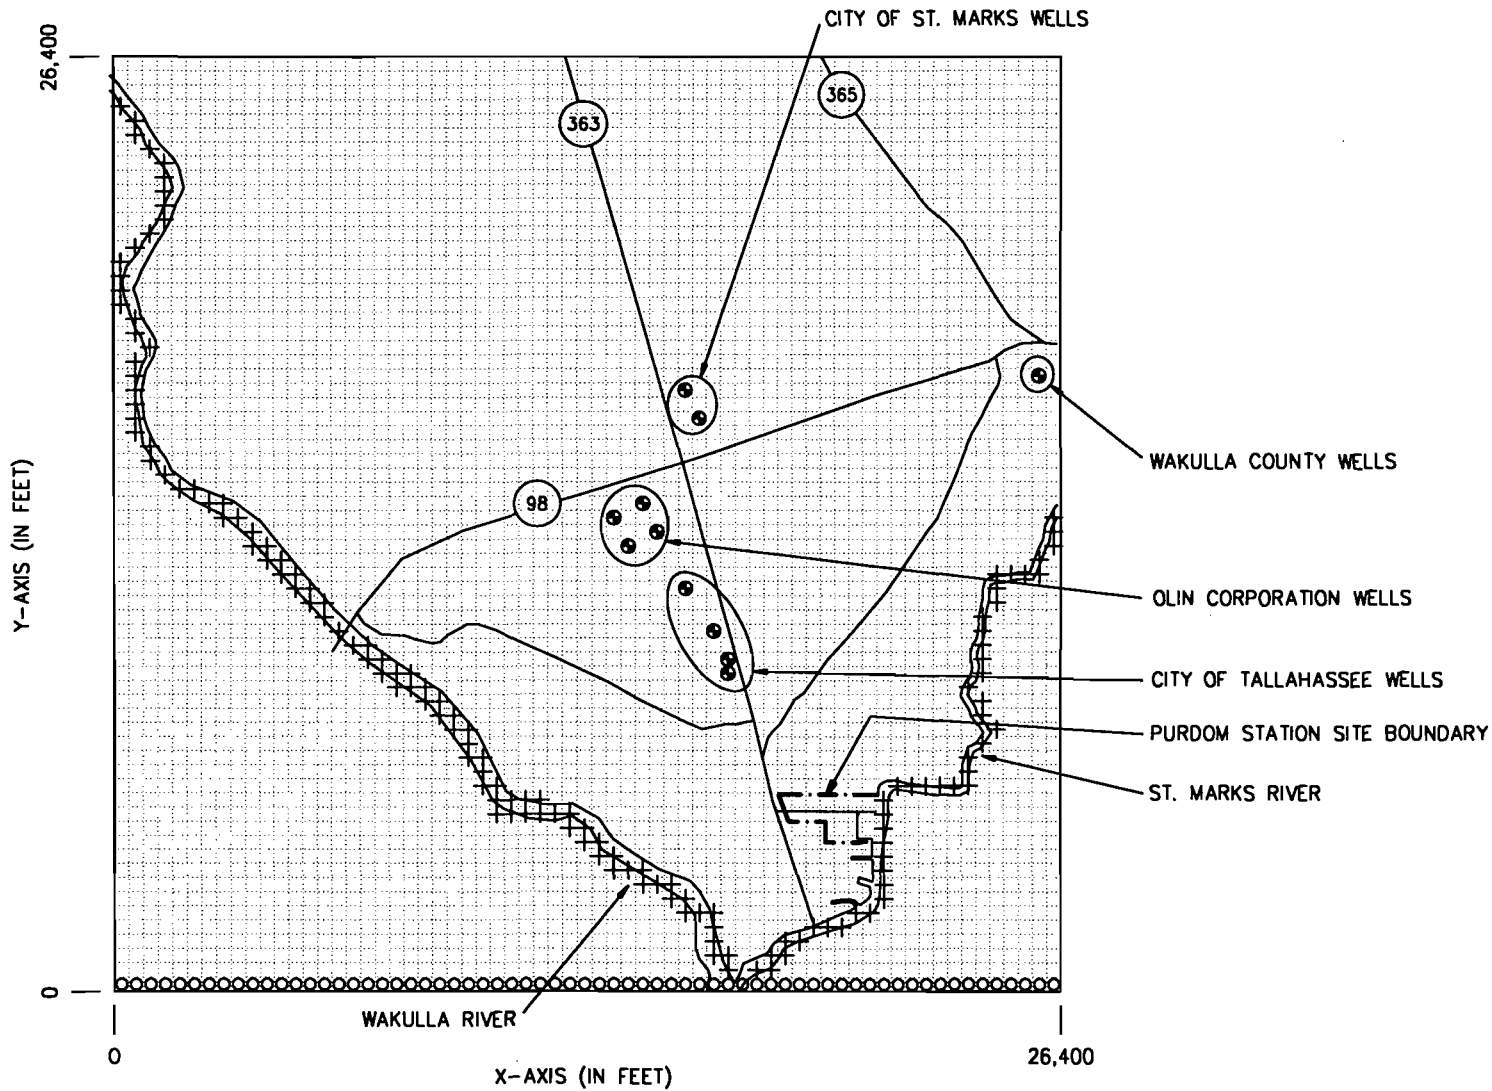 CITY OF ST. MARKS WELLS
26,400
363
365
WAKULLA COUNTY WELLS
98
Y-AXIS (IN FEET)
OLIN CORPORATION WELLS
CITY OF TALLAHASSEE WELLS
PURDOM STATION SITE BOUNDARY
ST. MARKS RIVER
0
WAKULLA RIVER
0
26,400
X-AXIS (IN FEET)